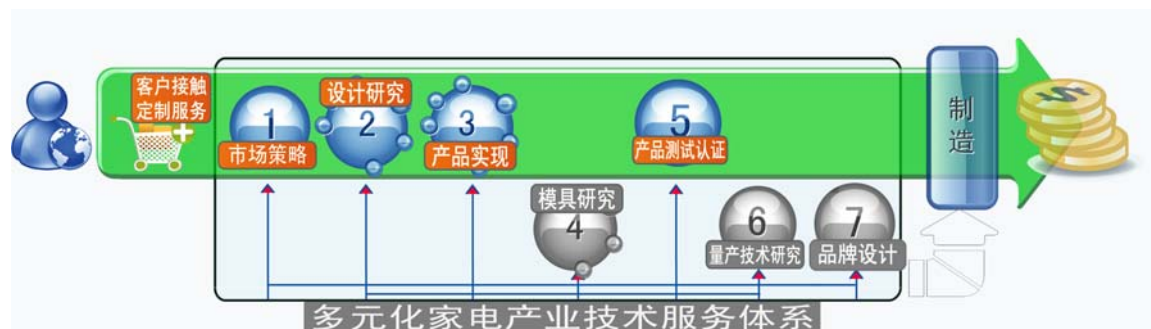 客户接触
定制服务
1
市场策略
设计研究
2
3
产品实现
模具研究
4
5
产品测试认证
6
量产技术研究
7
品牌设计
制造
$
多元化家电产业技术服务体系